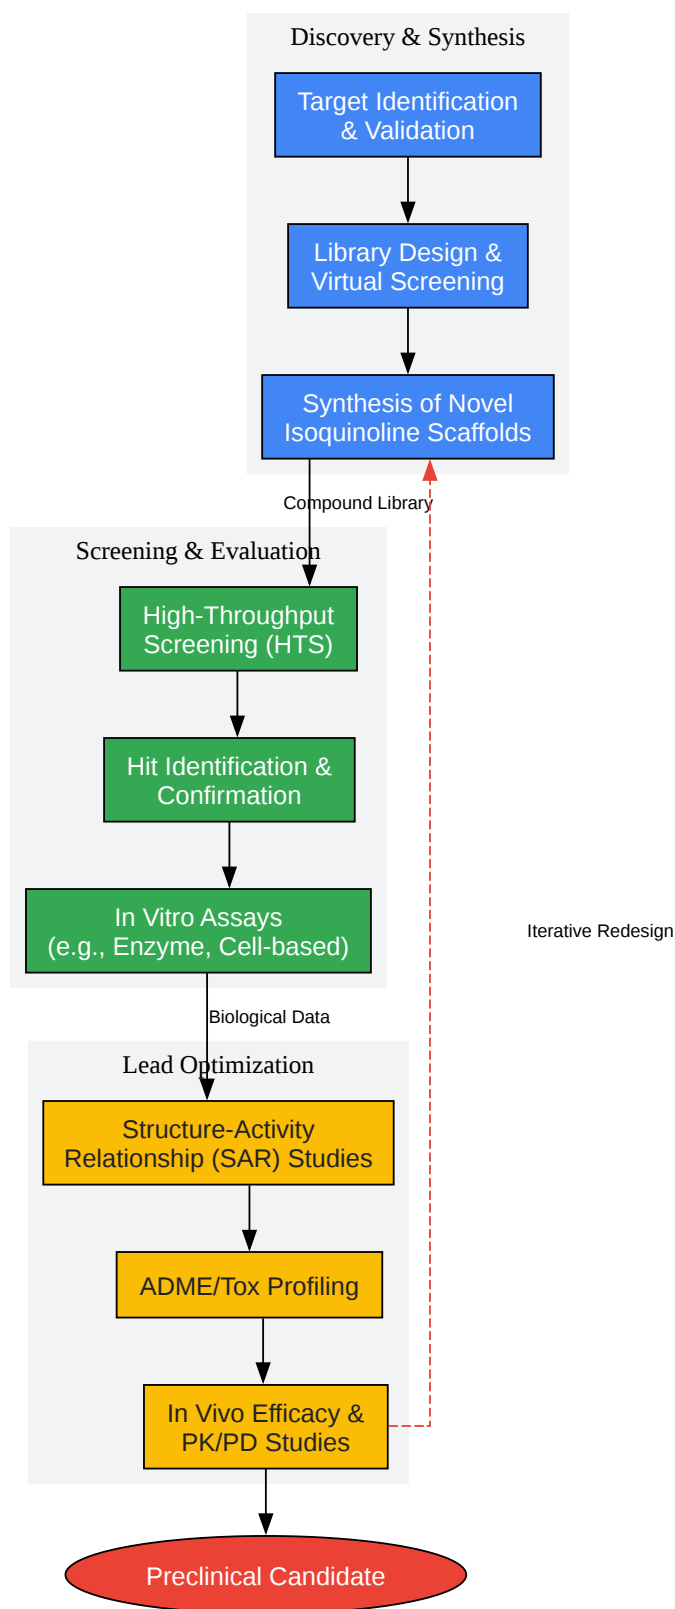 Discovery & Synthesis
Target Identification
& Validation
Library Design &
Virtual Screening
Synthesis of Novel
Isoquinoline Scaffolds
Compound Library
Screening & Evaluation
High-Throughput
Screening (HTS)
Hit Identification &
Confirmation
In Vitro Assays
(e.g., Enzyme, Cell-based)
Iterative Redesign
Biological Data
Lead Optimization
Structure-Activity
Relationship (SAR) Studies
ADME/Tox Profiling
In Vivo Efficacy &
PK/PD Studies
Preclinical Candidate